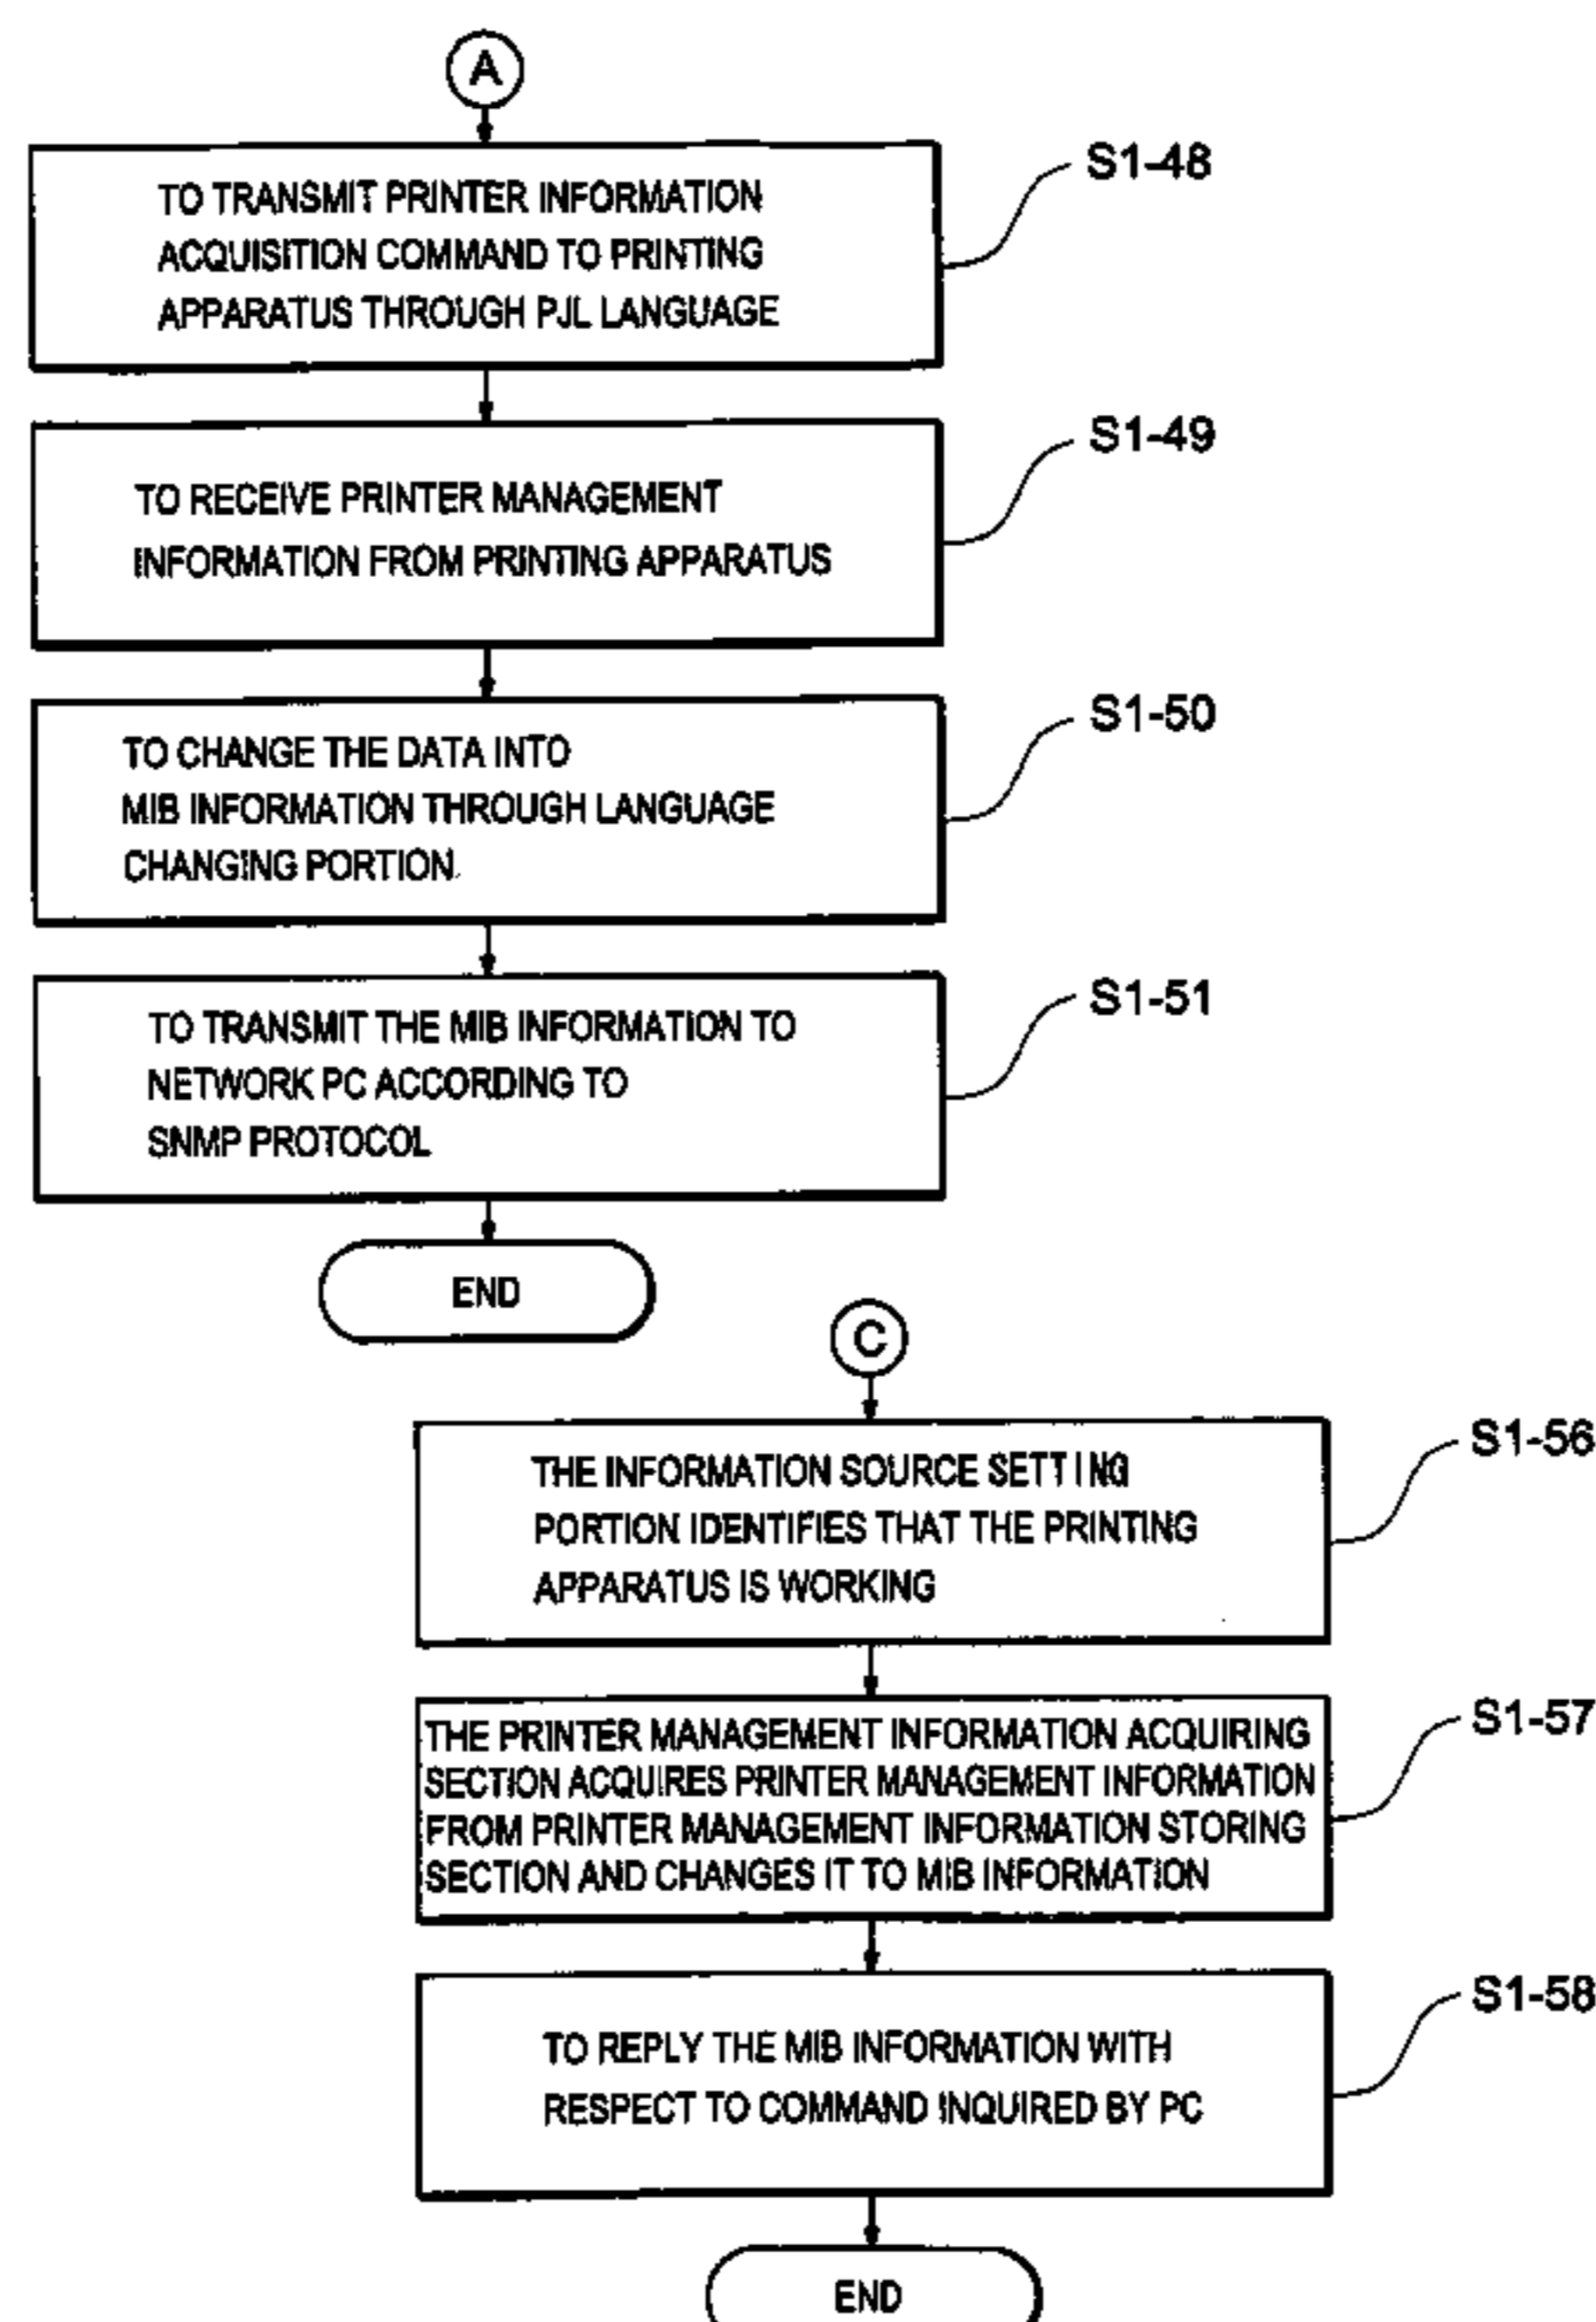 A
TO TRANSMIT PRINTER INFORMATION
ACQUISITION COMMAND TO PRINTING
APPARATUS THROUGH PJL LANGUAGE
S1-48
TO RECEIVE PRINTER MANAGEMENT
INFORMATION FROM PRINTING APPARATUS
S1-49
TO CHANGE THE DATA INTO
MIB INFORMATION THROUGH LANGUAGE
CHANGING PORTION.
S1-50
TO TRANSMIT THE MIB INFORMATION TO
NETWORK PC ACCORDING TO
SNMP PROTOCOL
S1-51
END
C
THE INFORMATION SOURCE SETTING
PORTION IDENTIFIES THAT THE PRINTING
APPARATUS IS WORKING
S1-56
THE PRINTER MANAGEMENT INFORMATION ACQUIRING
SECTION ACQUIRES PRINTER MANAGEMENT INFORMATION
FROM PRINTER MANAGEMENT INFORMATION STORING
SECTION AND CHANGES IT TO MIB INFORMATION
S1-57
TO REPLY THE MIB INFORMATION WITH
RESPECT TO COMMAND INQUIRED BY PC
S1-58
END